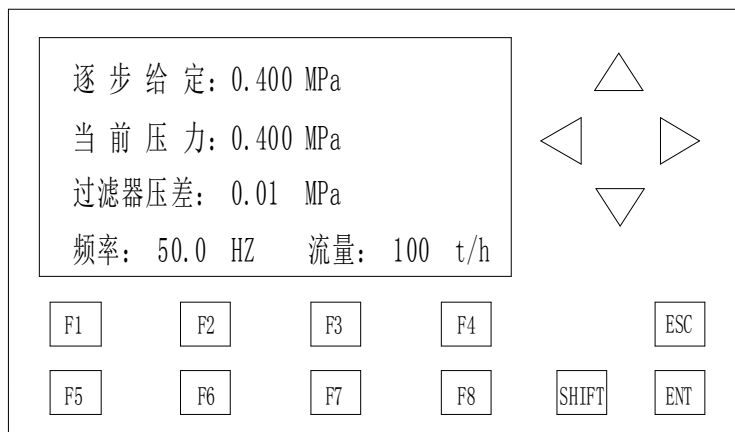 逐 步 给 定: 0.400 MPa
当 前 压 力: 0.400 MPa
过滤器压差: 0.01 MPa
频率: 50.0 HZ 流量: 100 t/h
F1 F2 F3 F4 ESC
F5 F6 F7 F8 SHIFT ENT